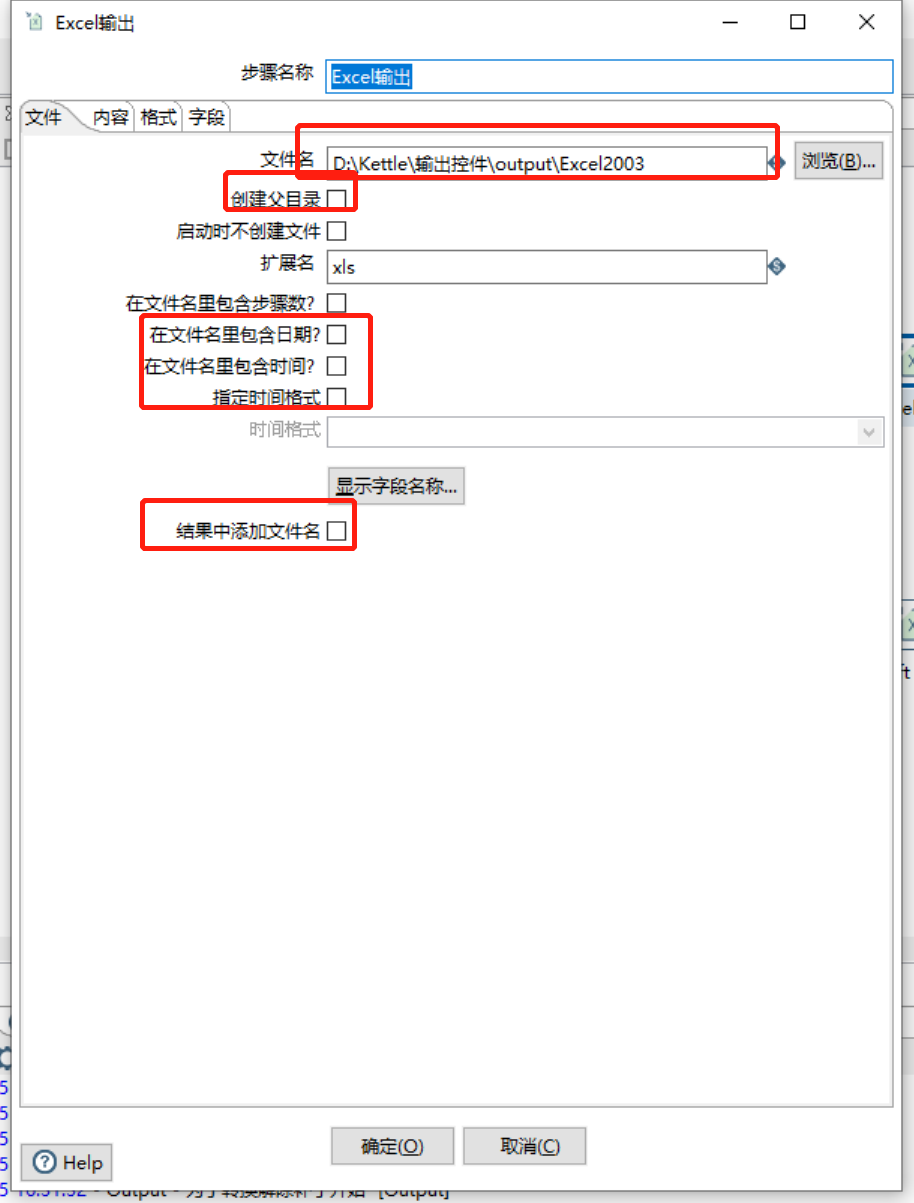 Excel输出
步骤名称 Excel输出
文件 内容 格式 字段
文件名 D:\Kettle\输出控件\output\Excel2003 浏览(B)...
创建父目录
启动时不创建文件
扩展名 xls
在文件名里包含步骤数?
在文件名里包含日期?
在文件名里包含时间?
指定时间格式
时间格式
显示字段名称...
结果中添加文件名
确定(O) 取消(C)
Help